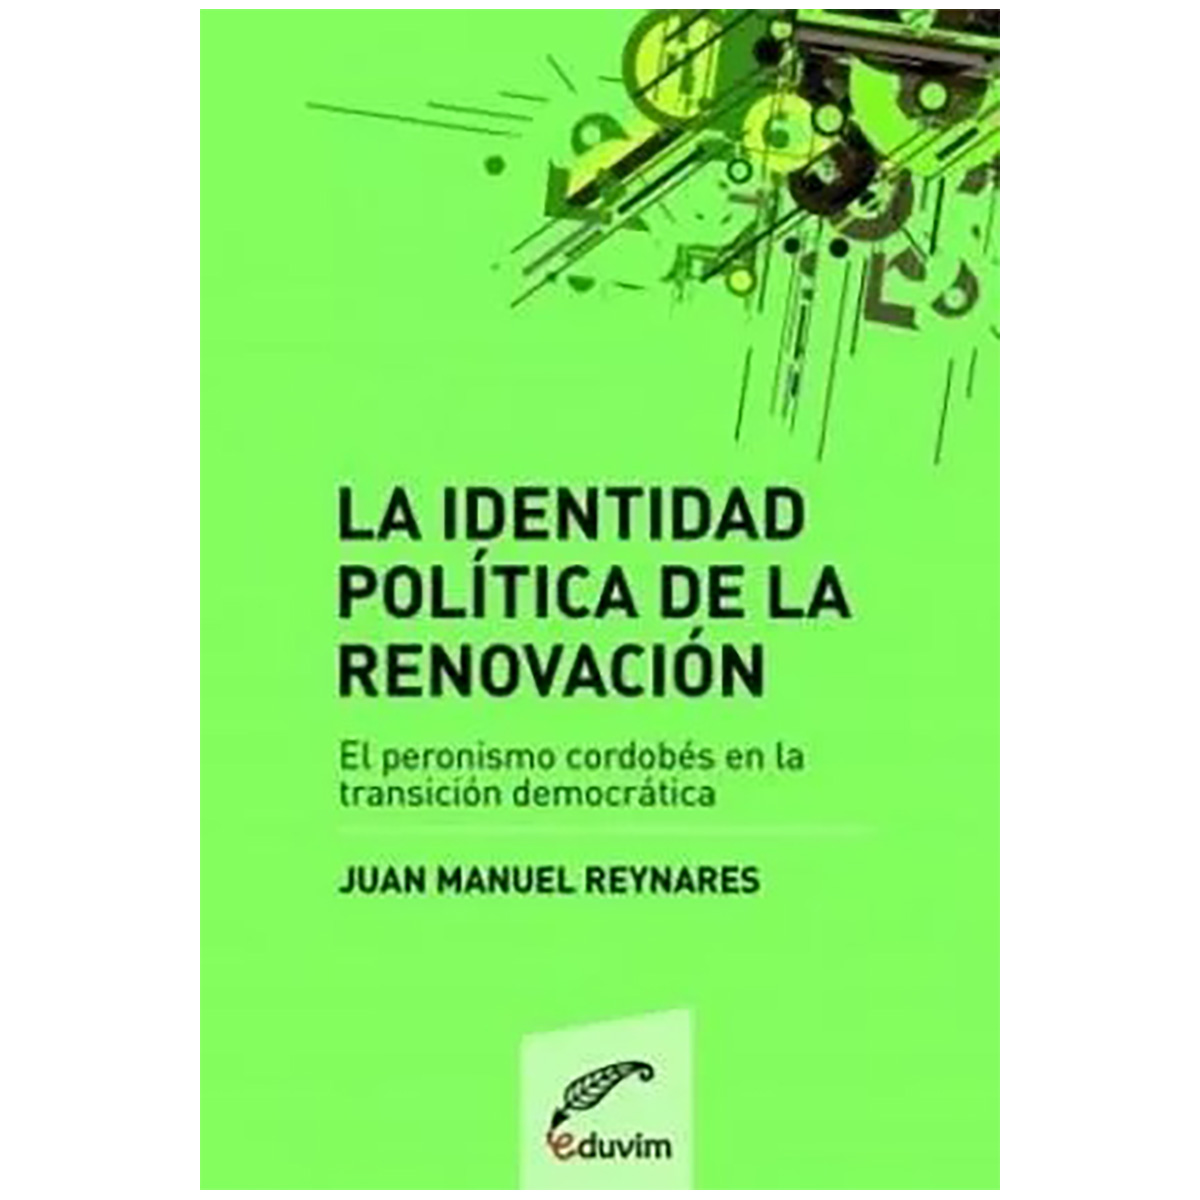 LA IDENTIDAD
POLÍTICA DE LA
RENOVACIÓN
El peronismo cordobés en la
transición democrática
JUAN MANUEL REYNARES
eduvim